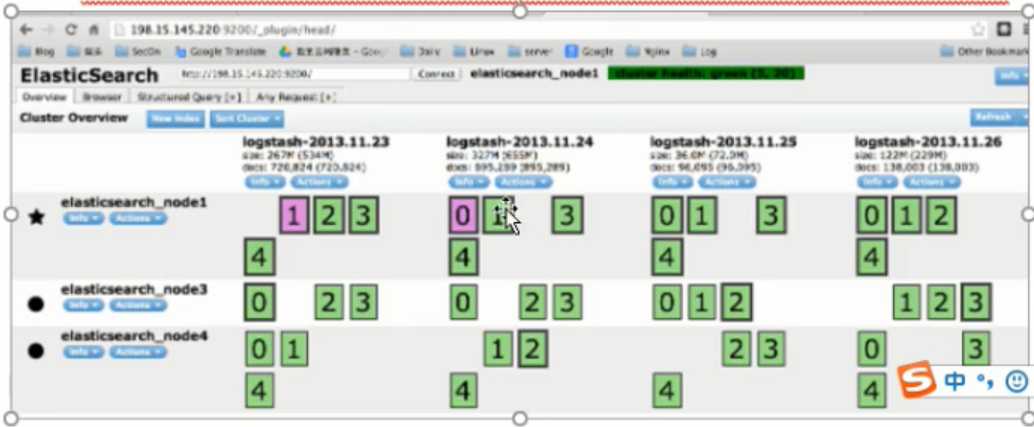 198.15.145.220:9200/_plugin/head/
Blog 娱乐 SecOn Google Translate Daily Linux server Google Nginx Log Other Bookmark
ElasticSearch http://198.15.145.220:9200/ Connect elasticsearch_node1 cluster health: green (5, 20) Info
Overview Browser Structured Query [+] Any Request [+]
Cluster Overview New Index Sort Cluster Refresh
logstash-2013.11.23 logstash-2013.11.24 logstash-2013.11.25 logstash-2013.11.26
size: 267M (534M) size: 327M (655M) size: 36.0M (72.0M) size: 122M (229M)
docs: 720,824 (720,824) docs: 895,289 (895,289) docs: 96,095 (96,095) docs: 138,003 (138,003)
Info Actions Info Actions Info Actions Info Actions
elasticsearch_node1 1 2 3 0 1 3 0 1 3 0 1 2
Info Actions
4 4 4 4
elasticsearch_node3 0 2 3 0 2 3 0 1 2 1 2 3
Info Actions
elasticsearch_node4 0 1 1 2 2 3 0 3
Info Actions
4 4 4 4
S 中 °,